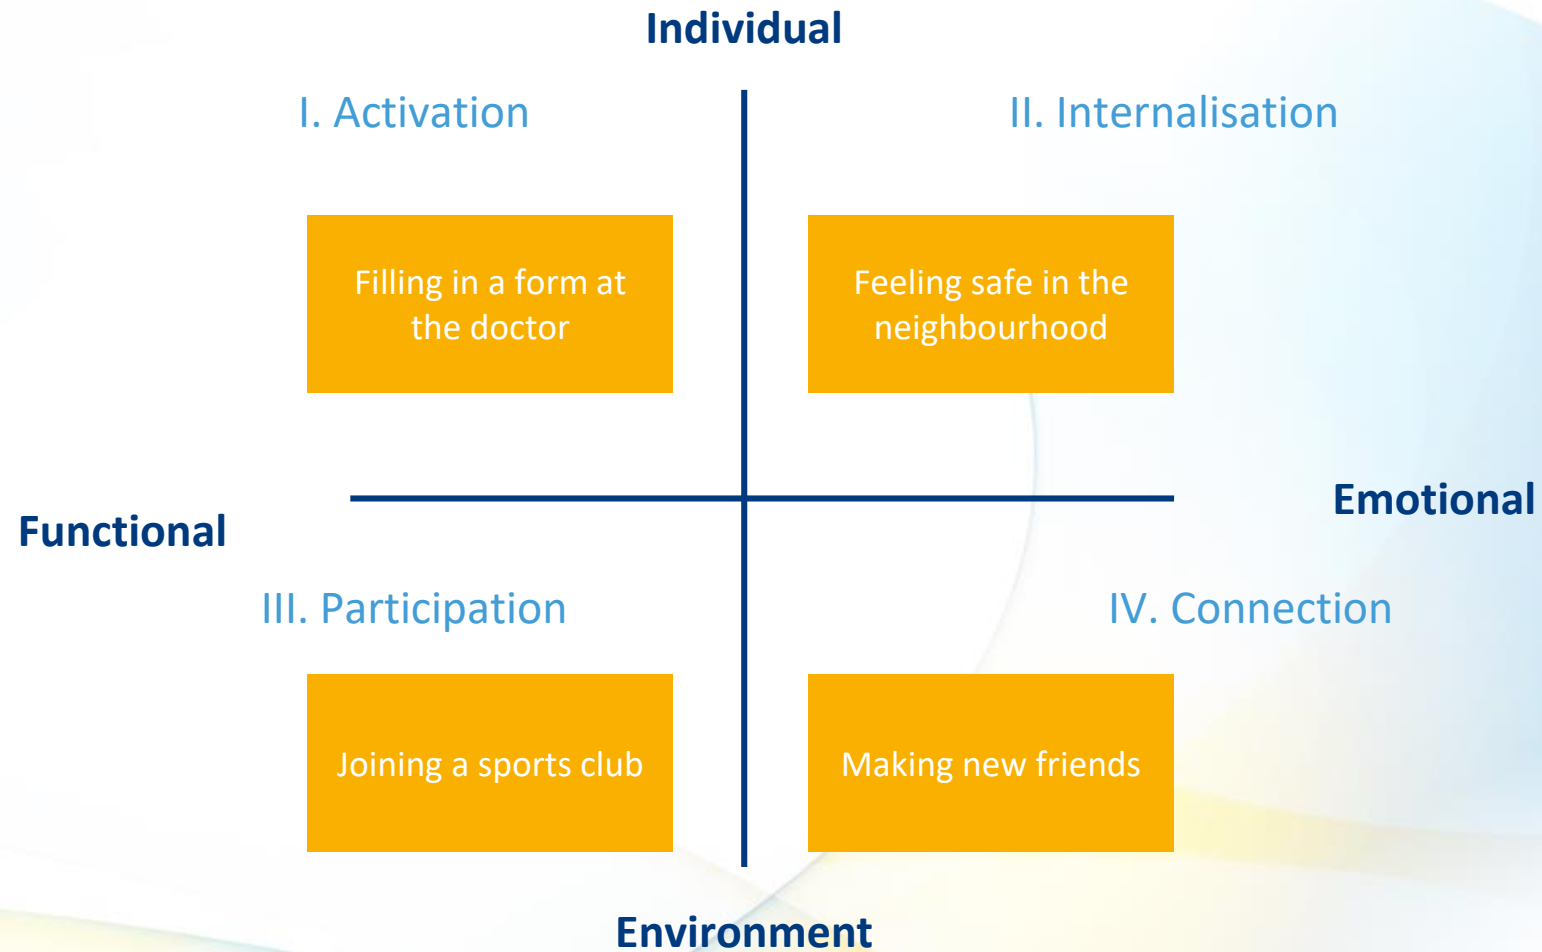 Individual
I. Activation
II. Internalisation
Filling in a form at
the doctor
Feeling safe in the
neighbourhood
Functional
Emotional
III. Participation
IV. Connection
Joining a sports club
Making new friends
Environment